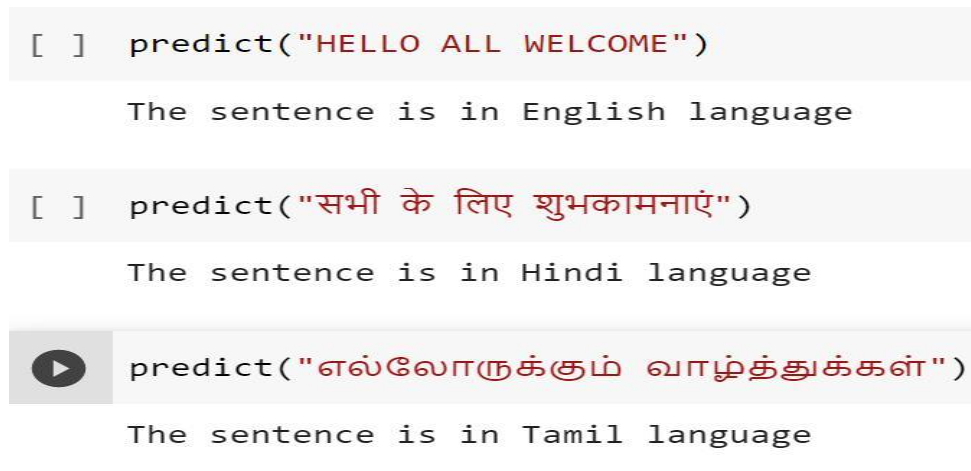 [ ] predict("HELLO ALL WELCOME")
The sentence is in English language
[ ] predict("सभी के लिए शुभकामनाएं")
The sentence is in Hindi language
predict("எல்லோருக்கும் வாழ்த்துக்கள்")
The sentence is in Tamil language